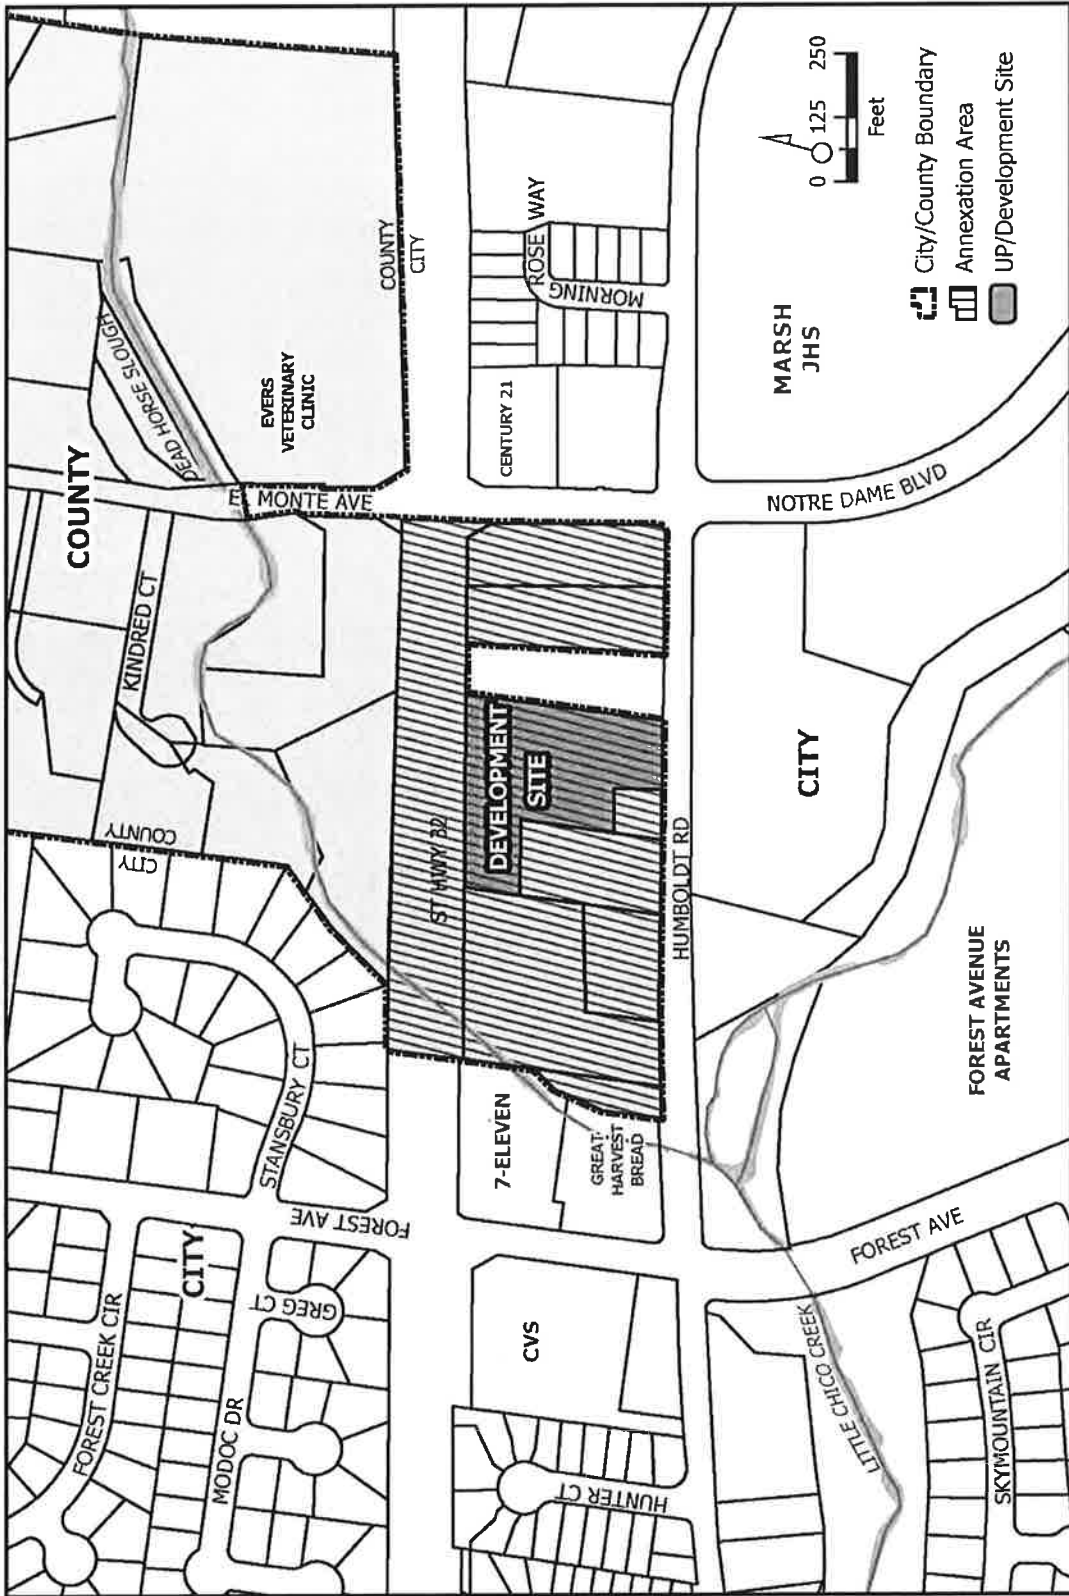 FOREST CREEK CIR
MODOC DR
CITY
GREG CT
FOREST AVE
STANSBURY CT
CITY
COUNTY
KINDRED CT
COUNTY
DEAD HORSE SLOUGH
E MONTE AVE
EVERS
VETERINARY
CLINIC
COUNTY
CITY
ST HWY 32
DEVELOPMENT
SITE
HUNTER CT
CVS
7-ELEVEN
GREAT
HARVEST
BREAD
HUMBOLDT RD
CENTURY 21
MORNING
ROSE WAY
LITTLE CHICO CREEK
SKYMOUNTAIN CIR
FOREST AVE
FOREST AVENUE
APARTMENTS
CITY
NOTRE DAME BLVD
MARSH
JHS
0 125 250
Feet
City/County Boundary
Annexation Area
UP/Development Site